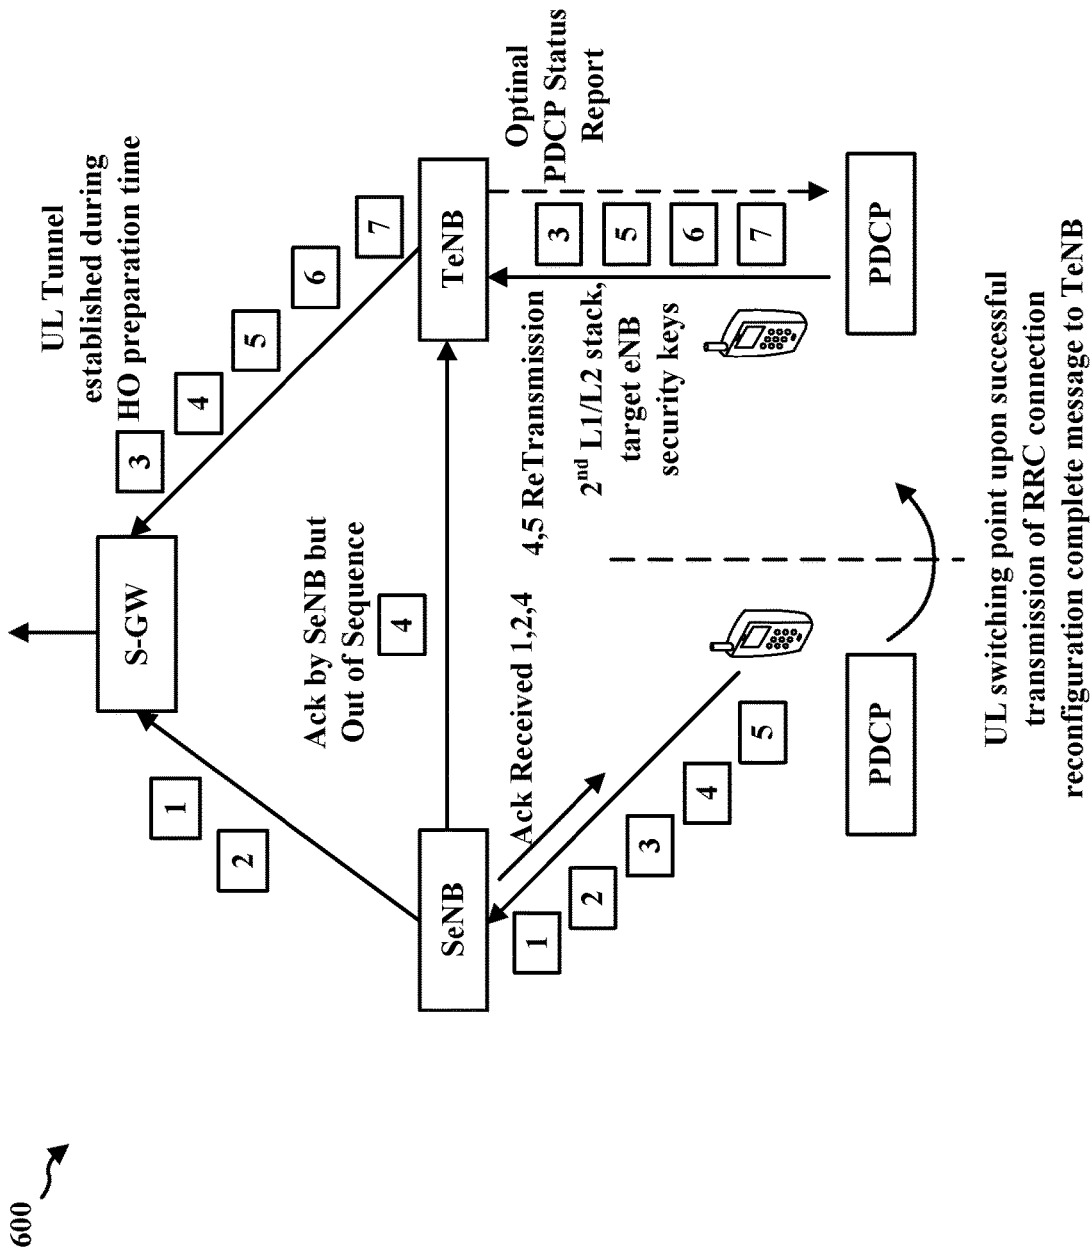 600
UL Tunnel
established during
HO preparation time
S-GW
1
2
3
4
5
6
7
Ack by SeNB but
Out of Sequence
4
SeNB
TeNB
Ack Received 1,2,4
4,5 ReTransmission
2nd L1/L2 stack,
target eNB
security keys
Optinal
PDCP Status
Report
1
2
3
4
5
3
5
6
7
PDCP
PDCP
UL switching point upon successful
transmission of RRC connection
reconfiguration complete message to TeNB